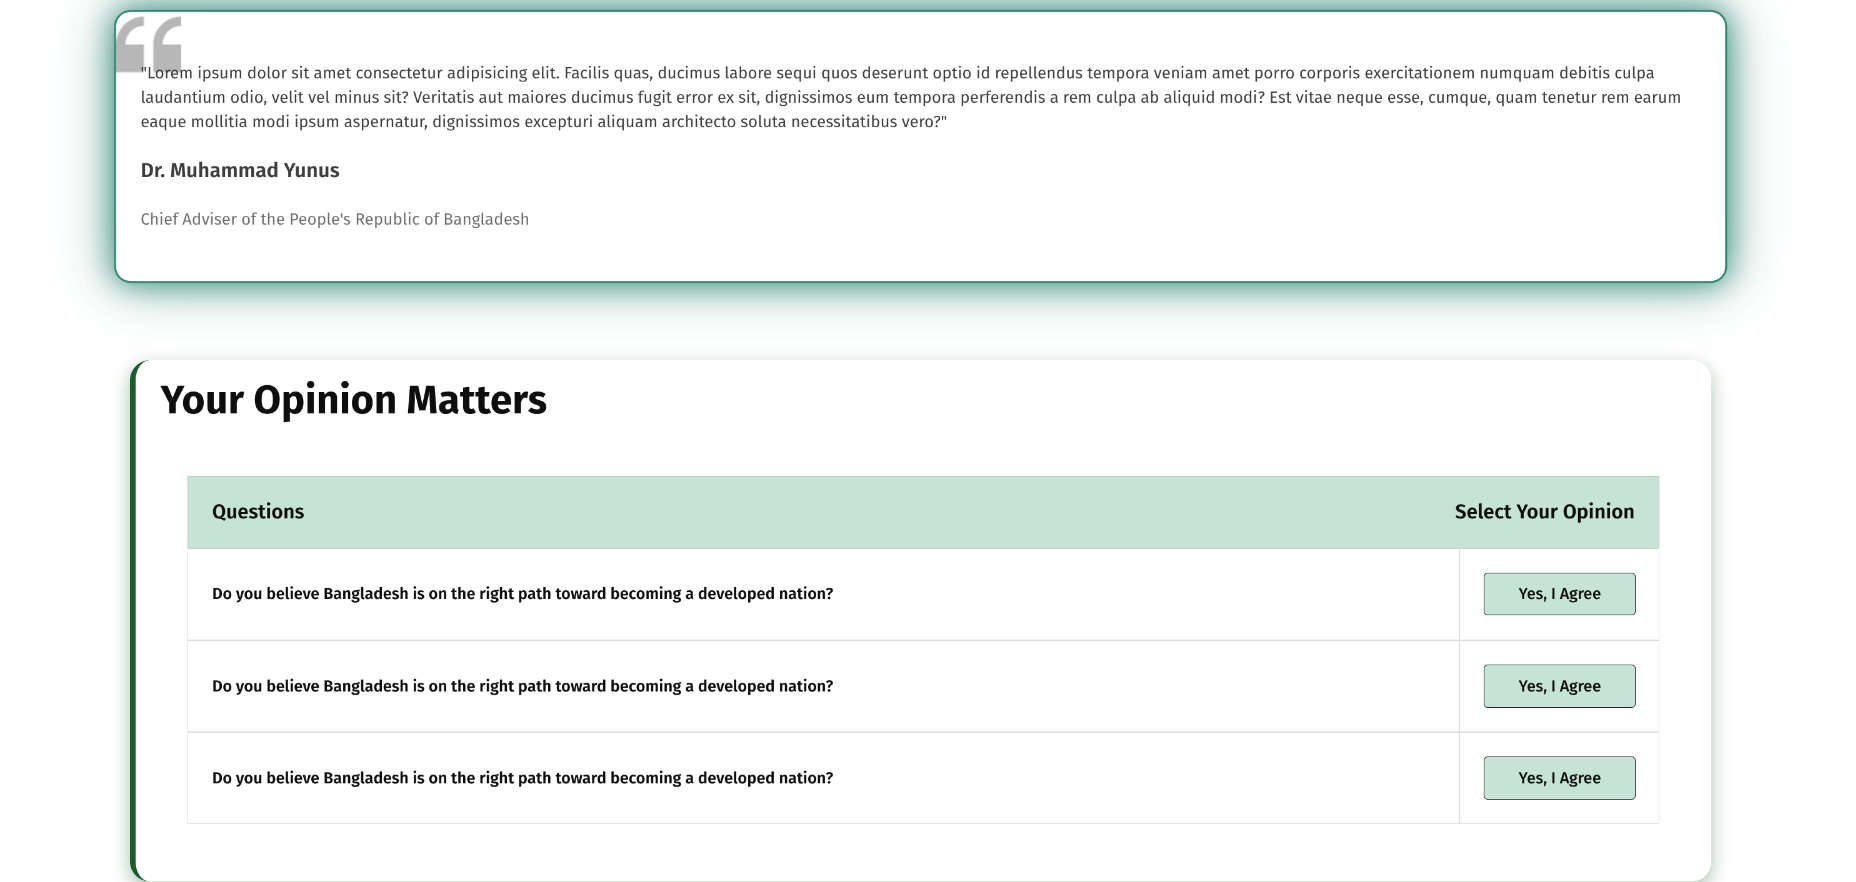 "Lorem ipsum dolor sit amet consectetur adipisicing elit. Facilis quas, ducimus labore sequi quos deserunt optio id repellendus tempora veniam amet porro corporis exercitationem numquam debitis culpa
laudantium odio, velit vel minus sit? Veritatis aut maiores ducimus fugit error ex sit, dignissimos eum tempora perferendis a rem culpa ab aliquid modi? Est vitae neque esse, cumque, quam tenetur rem earum
eaque mollitia modi ipsum aspernatur, dignissimos excepturi aliquam architecto soluta necessitatibus vero?"
Dr. Muhammad Yunus
Chief Adviser of the People's Republic of Bangladesh
Your Opinion Matters
Questions Select Your Opinion
Do you believe Bangladesh is on the right path toward becoming a developed nation? Yes, I Agree
Do you believe Bangladesh is on the right path toward becoming a developed nation? Yes, I Agree
Do you believe Bangladesh is on the right path toward becoming a developed nation? Yes, I Agree